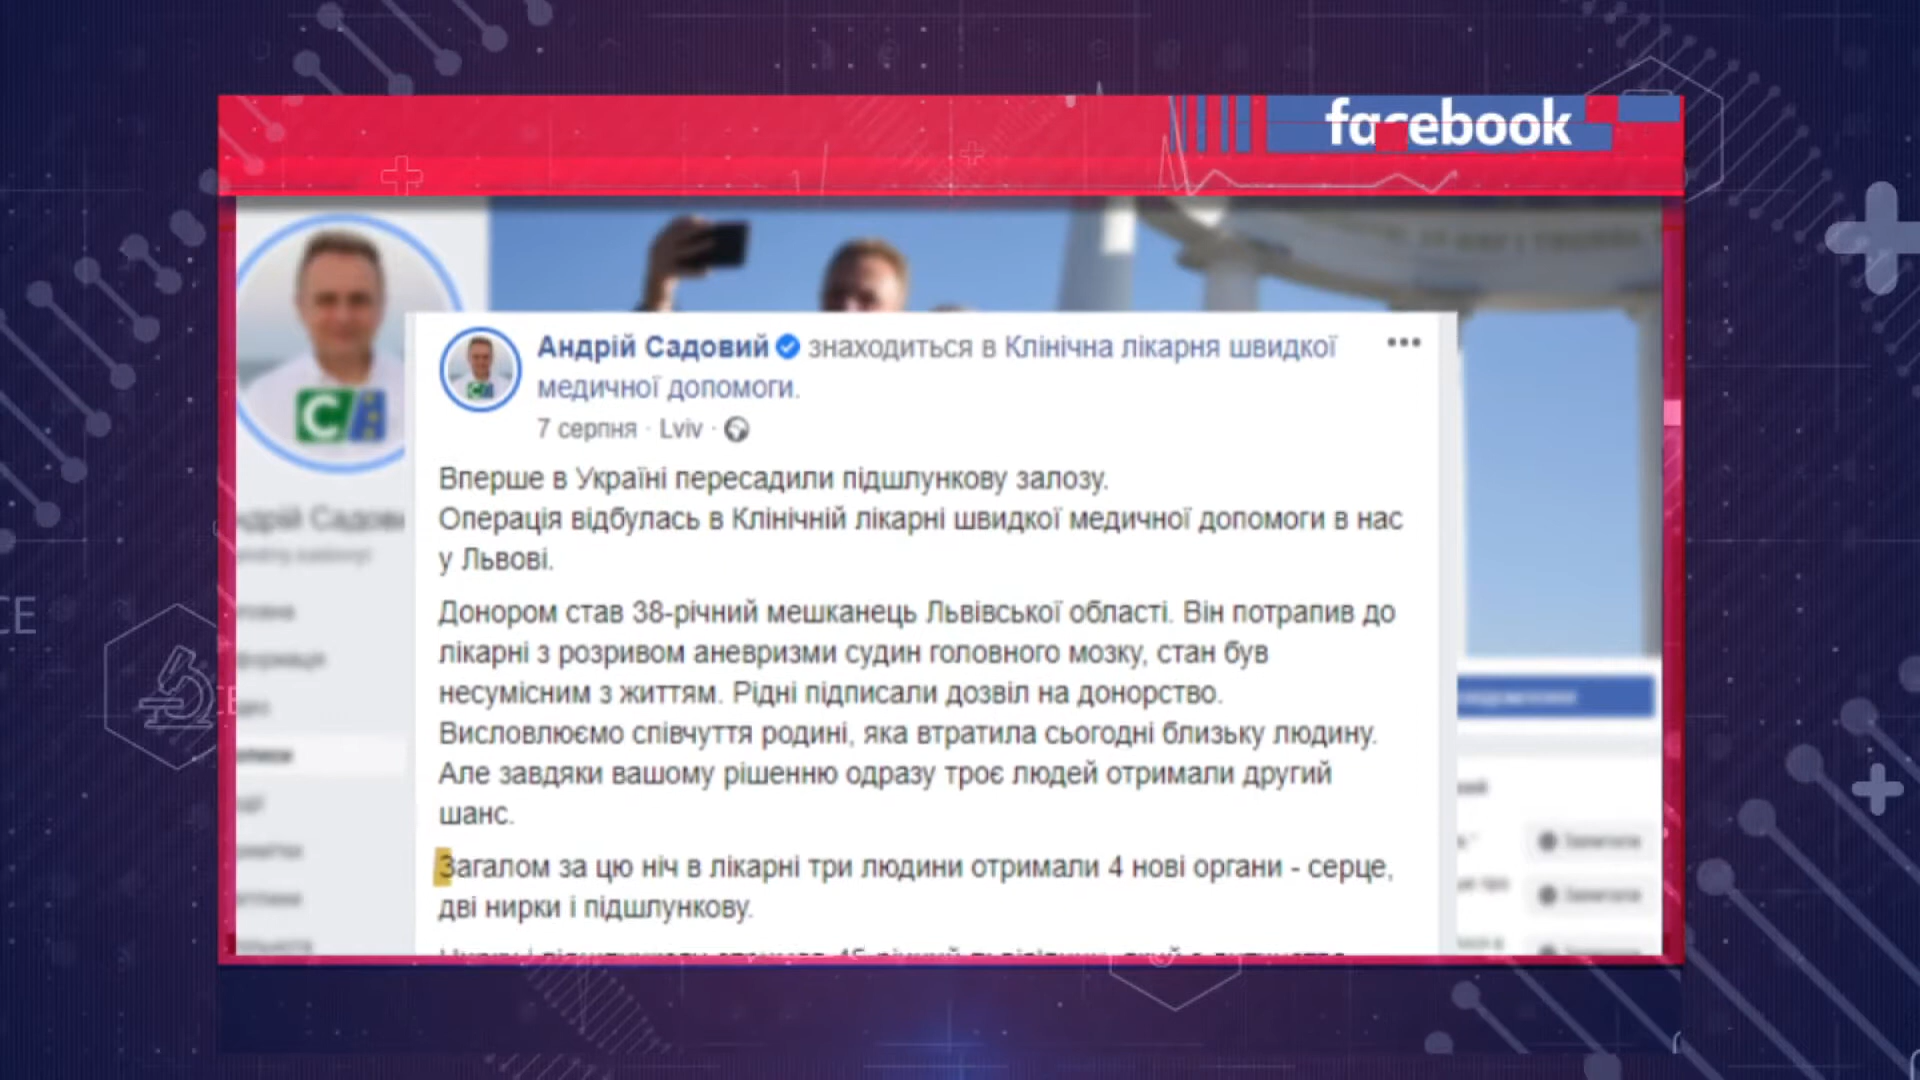 facebook
Андрій Садовий знаходиться в Клінічна лікарня швидкої
медичної допомоги.
7 серпня · Lviv ·
Вперше в Україні пересадили підшлункову залозу.
Операція відбулась в Клінічній лікарні швидкої медичної допомоги в нас
у Львові.
Донором став 38-річний мешканець Львівської області. Він потрапив до
лікарні з розривом аневризми судин головного мозку, стан був
несумісним з життям. Рідні підписали дозвіл на донорство.
Висловлюємо співчуття родині, яка втратила сьогодні близьку людину.
Але завдяки вашому рішенню одразу троє людей отримали другий
шанс.
Загалом за цю ніч в лікарні три людини отримали 4 нові органи - серце,
дві нирки і підшлункову.